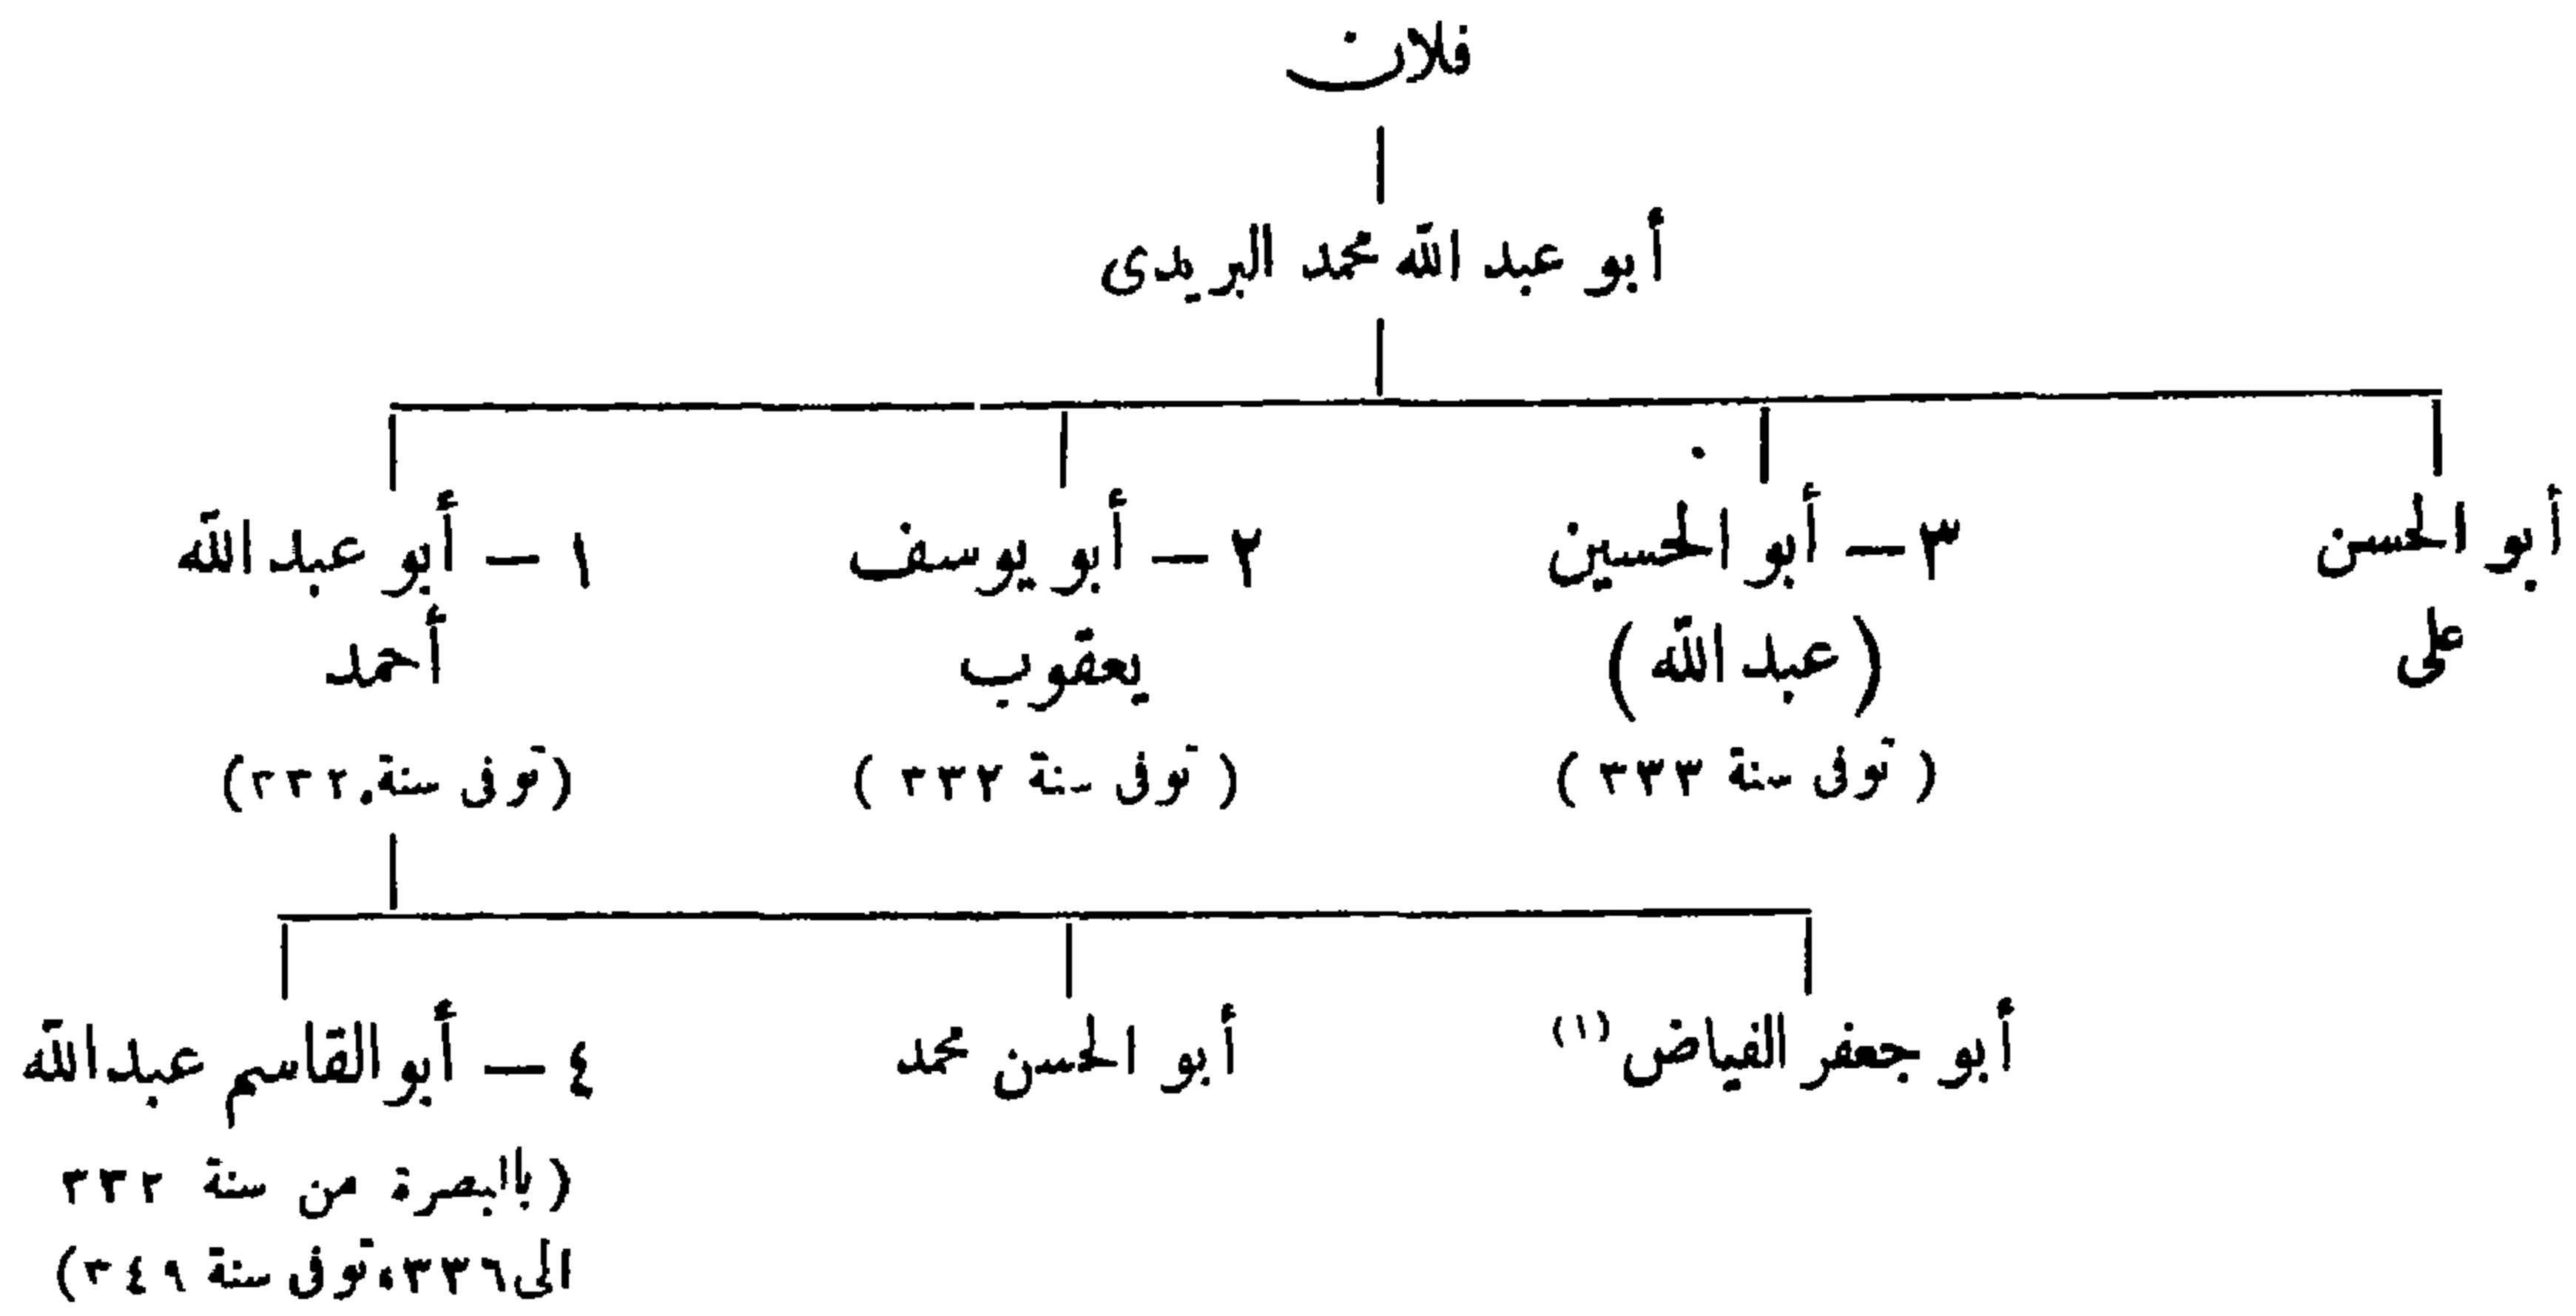 فلان
أبو عبد الله محمد البريدى
أبو الحسن
على
٣ – أبو الحسين
(عبد الله)
(توفى سنة ٣٣٣)
٢ – أبو يوسف
يعقوب
(توفى سنة ٣٣٢)
١ – أبو عبد الله
أحمد
(توفى سنة ٣٣٢)
أبو جعفر الفياض (١)
أبو الحسن محمد
٤ – أبو القاسم عبد الله
(بالبصرة من سنة ٣٣٢
الى ٣٣٦، توفى سنة ٣٤٩)